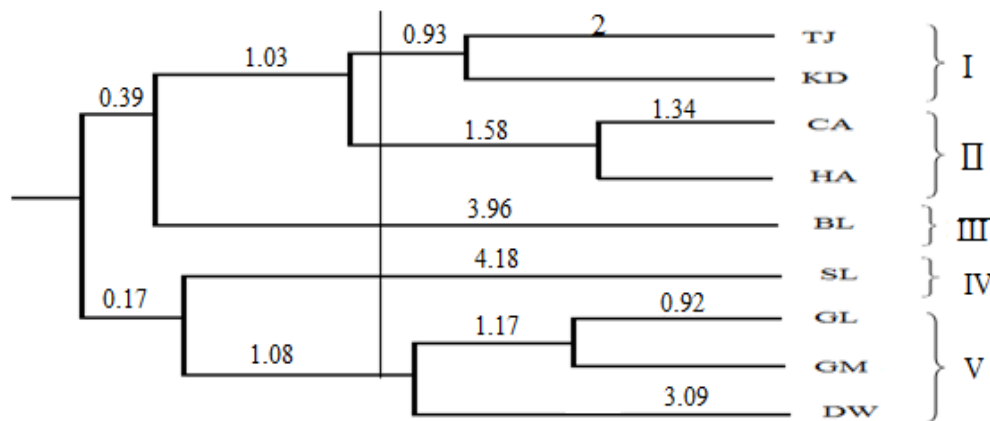 0.93 2 TJ
1.03 KD I
0.39 1.34 CA
1.58 HA II
3.96 BL III
4.18 SL IV
0.17 0.92 GL
1.17
1.08 GM V
3.09 DW